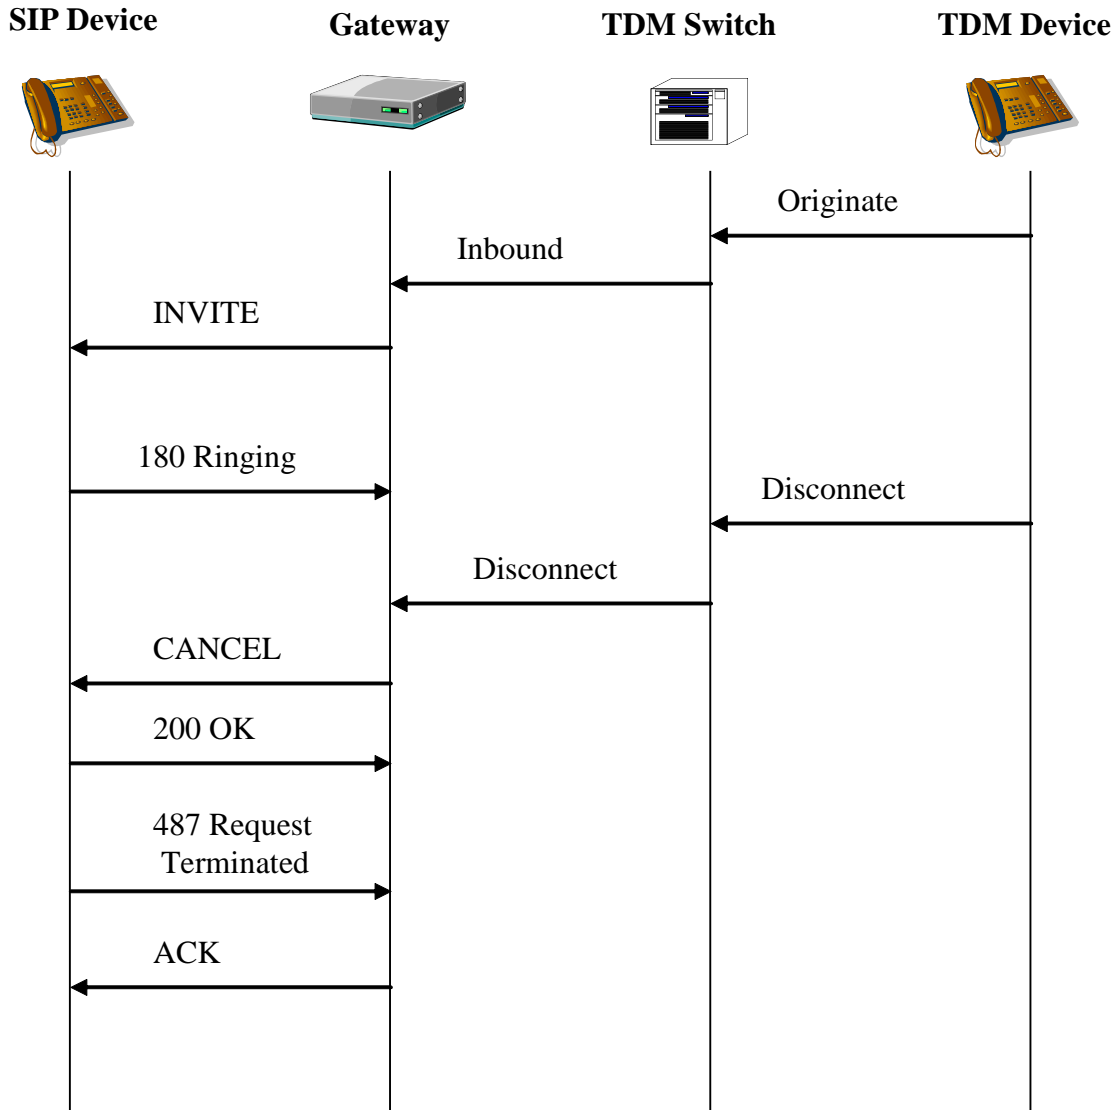 SIP Device
Gateway
TDM Switch
TDM Device
Originate
Inbound
INVITE
180 Ringing
Disconnect
Disconnect
CANCEL
200 OK
487 Request
Terminated
ACK